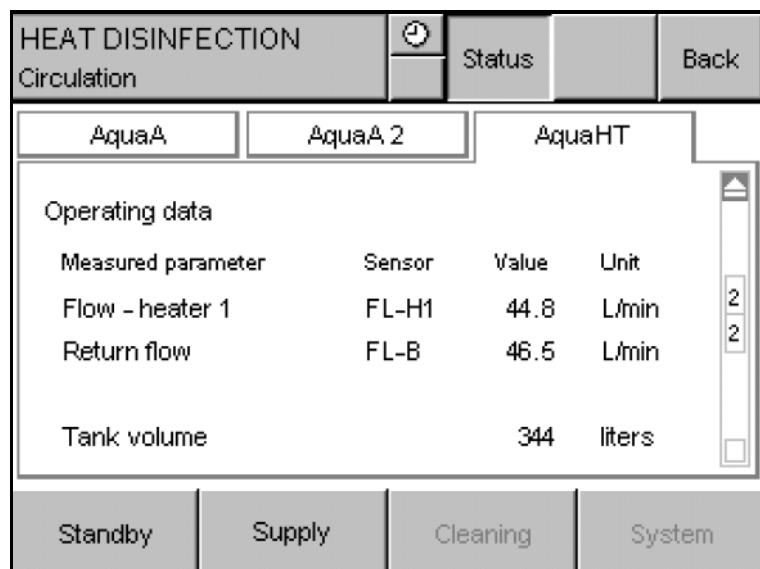 HEAT DISINFECTION
Circulation
Status
Back
AquaA
AquaA 2
AquaHT
Operating data
Measured parameter Sensor Value Unit
Flow - heater 1 FL-H1 44.8 L/min
Return flow FL-B 46.5 L/min
2
2
Tank volume 344 liters
Standby
Supply
Cleaning
System